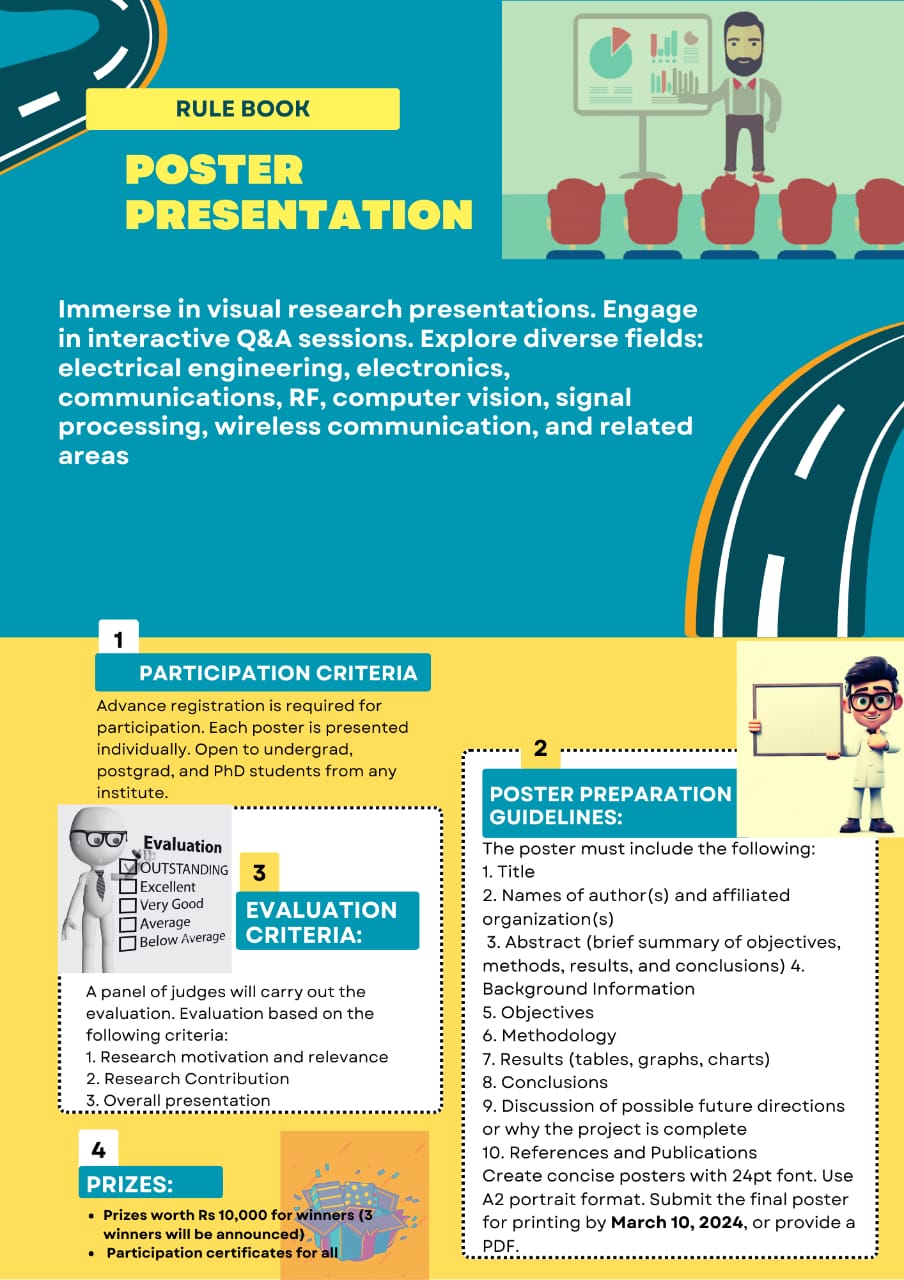 RULE BOOK
POSTER
PRESENTATION
Immerse in visual research presentations. Engage
in interactive Q&A sessions. Explore diverse fields:
electrical engineering, electronics,
communications, RF, computer vision, signal
processing, wireless communication, and related
areas
1
PARTICIPATION CRITERIA
Advance registration is required for
participation. Each poster is presented
individually. Open to undergrad,
postgrad, and PhD students from any
institute.
2
POSTER PREPARATION
GUIDELINES:
The poster must include the following:
1. Title
2. Names of author(s) and affiliated
organization(s)
3. Abstract (brief summary of objectives,
methods, results, and conclusions) 4.
Background Information
5. Objectives
6. Methodology
7. Results (tables, graphs, charts)
8. Conclusions
9. Discussion of possible future directions
or why the project is complete
10. References and Publications
Create concise posters with 24pt font. Use
A2 portrait format. Submit the final poster
for printing by March 10, 2024, or provide a
PDF.
Evaluation
OUTSTANDING
Excellent
Very Good
Average
Below Average
3
EVALUATION
CRITERIA:
A panel of judges will carry out the
evaluation. Evaluation based on the
following criteria:
1. Research motivation and relevance
2. Research Contribution
3. Overall presentation
4
PRIZES:
• Prizes worth Rs 10,000 for winners (3
winners will be announced)
• Participation certificates for all